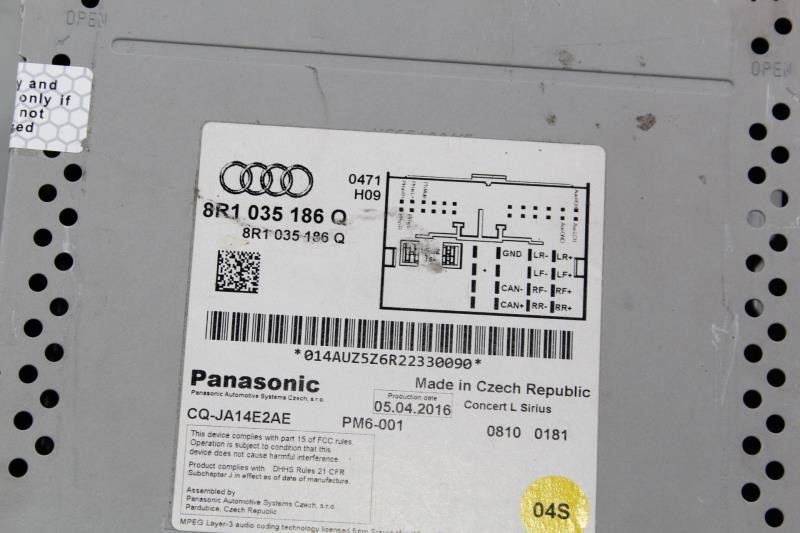 OPEN
OPEN
y and
only if
not
8R1 035 186 Q
8R1 035 186 Q
0471
H09
GND LR- LR+
LF- LF+
CAN- RF- RF+
CAN+ RR- RR+
*014AUZ5Z6R22330090*
Panasonic
Panasonic Automotive Systems Czech, s.r.o.
Made in Czech Republic
Production date
05.04.2016
Concert L Sirius
CQ-JA14E2AE
PM6-001
0810 0181
This device complies with part 15 of FCC rules.
Operation is subject to condition that this
device does not cause harmful interference.
Product complies with DHHS Rules 21 CFR
Subchapter J in effect as of date of manufacture.
Assembled by
Panasonic Automotive Systems Czech, s.r.o.
Pardubice, Czech Republic
04S
MPEG Layer-3 audio coding technology licensed from